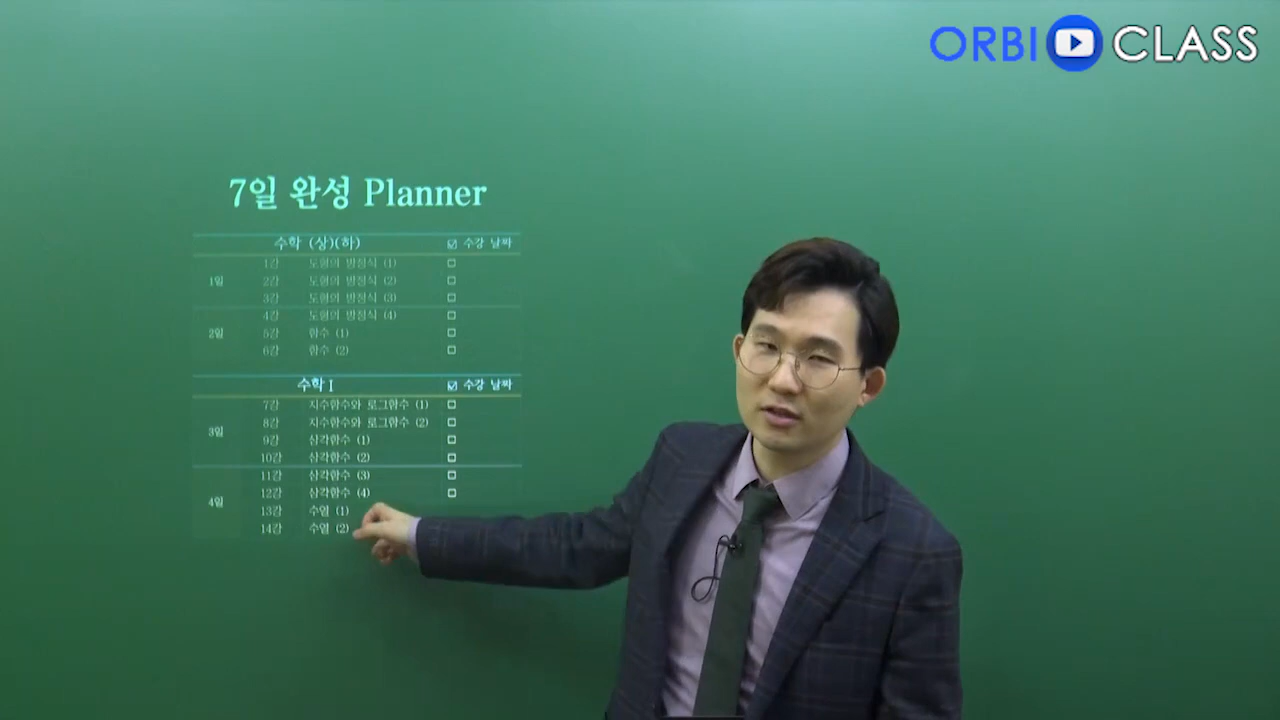 ORBI CLASS
7일 완성 Planner
수학 (상)(하) ☑ 수강 날짜
1일
1강 도형의 방정식 (1) □
2강 도형의 방정식 (2) □
3강 도형의 방정식 (3) □
2일
4강 도형의 방정식 (4) □
5강 함수 (1) □
6강 함수 (2) □
수학 I ☑ 수강 날짜
3일
7강 지수함수와 로그함수 (1) □
8강 지수함수와 로그함수 (2) □
9강 삼각함수 (1) □
10강 삼각함수 (2) □
4일
11강 삼각함수 (3) □
12강 삼각함수 (4) □
13강 수열 (1)
14강 수열 (2)